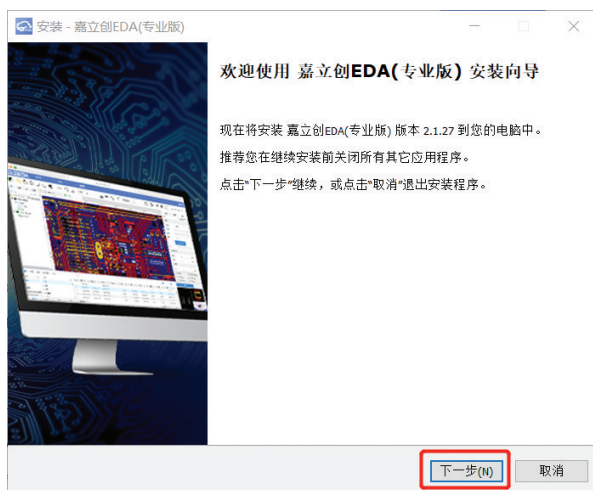 安装 - 嘉立创EDA(专业版)
欢迎使用 嘉立创EDA(专业版) 安装向导
现在将安装 嘉立创EDA(专业版) 版本 2.1.27 到您的电脑中。
推荐您在继续安装前关闭所有其它应用程序。
点击“下一步”继续，或点击“取消”退出安装程序。
下一步(N)
取消